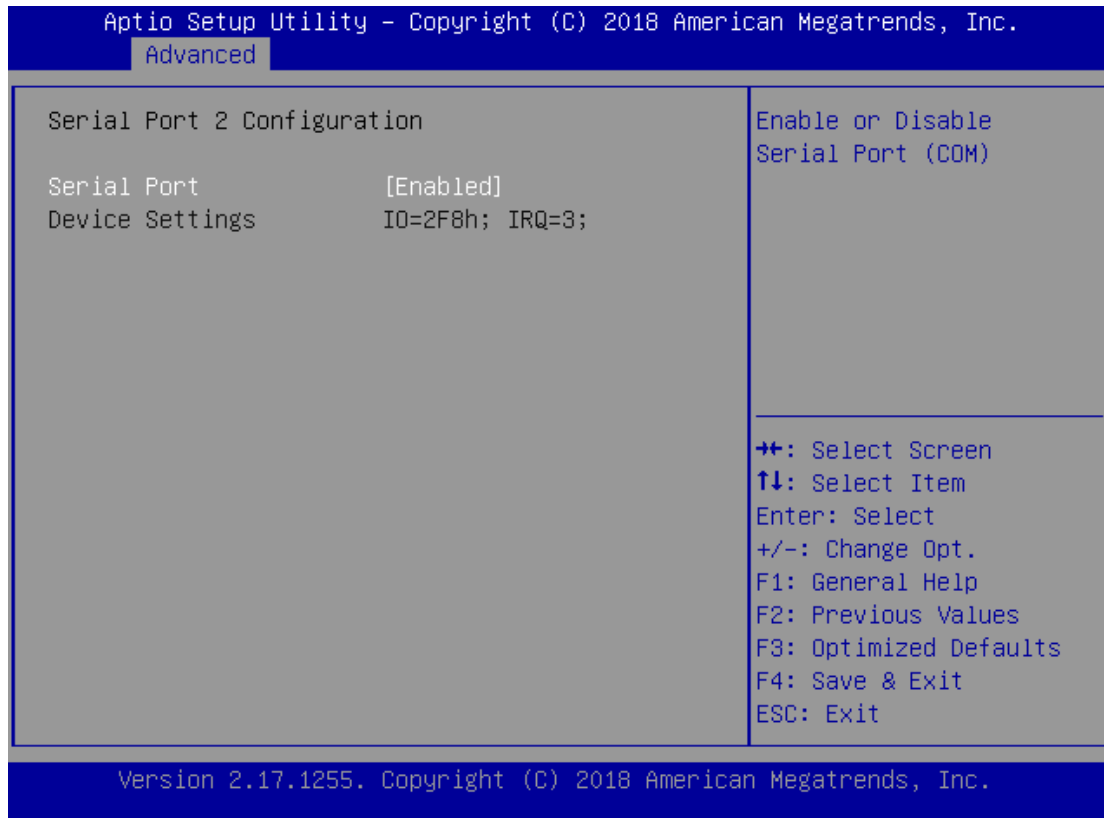 Aptio Setup Utility – Copyright (C) 2018 American Megatrends, Inc.
Advanced
Serial Port 2 Configuration
Serial Port [Enabled]
Device Settings IO=2F8h; IRQ=3;
Enable or Disable
Serial Port (COM)
→←: Select Screen
↑↓: Select Item
Enter: Select
+/-: Change Opt.
F1: General Help
F2: Previous Values
F3: Optimized Defaults
F4: Save & Exit
ESC: Exit
Version 2.17.1255. Copyright (C) 2018 American Megatrends, Inc.